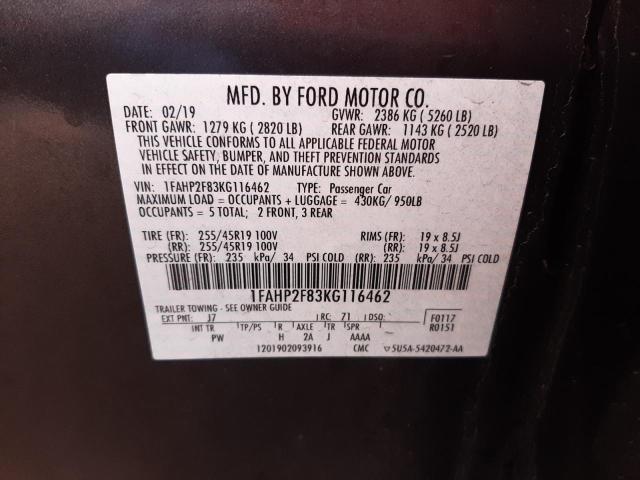 MFD. BY FORD MOTOR CO.
DATE: 02/19 GVWR: 2386 KG ( 5260 LB)
FRONT GAWR: 1279 KG ( 2820 LB) REAR GAWR: 1143 KG ( 2520 LB)
THIS VEHICLE CONFORMS TO ALL APPLICABLE FEDERAL MOTOR
VEHICLE SAFETY, BUMPER, AND THEFT PREVENTION STANDARDS
IN EFFECT ON THE DATE OF MANUFACTURE SHOWN ABOVE.
VIN: 1FAHP2F83KG116462 TYPE: Passenger Car
MAXIMUM LOAD = OCCUPANTS + LUGGAGE = 430KG/ 950LB
OCCUPANTS = 5 TOTAL; 2 FRONT, 3 REAR
TIRE (FR): 255/45R19 100V RIMS (FR): 19 x 8.5J
(RR): 255/45R19 100V (RR): 19 x 8.5J
PRESSURE (FR): 235 kPa/ 34 PSI COLD (RR): 235 kPa/ 34 PSI COLD
1FAHP2F83KG116462
TRAILER TOWING - SEE OWNER GUIDE
EXT PNT: J7 RC: 71 DSO: F0117
INT TR TP/PS R AXLE TR SPR R0151
PW H 2A J AAAA
1201902093916 CMC ▽5U5A-5420472-AA